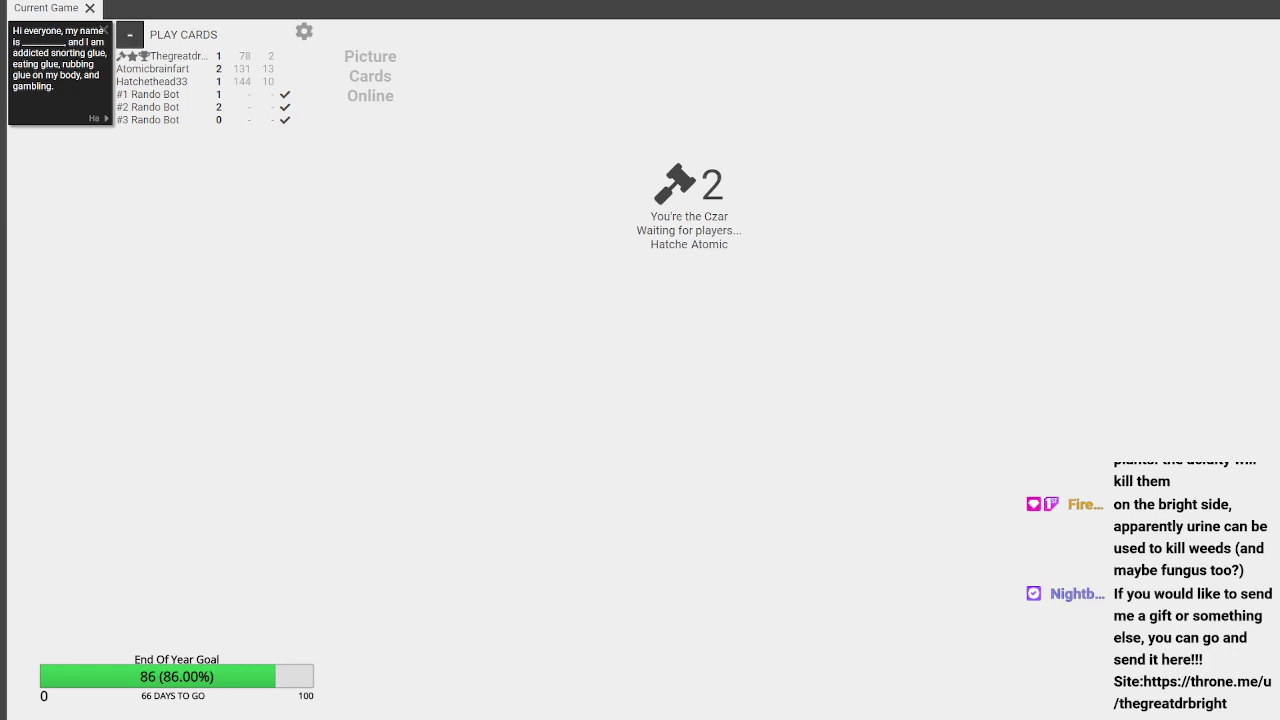 Current Game
Hi everyone, my name
is ________, and I am
addicted snorting glue,
eating glue, rubbing
glue on my body, and
gambling.
Ha
-
PLAY CARDS
Thegreatdr... 1 78 2
Atomicbrainfart 2 131 13
Hatchethead33 1 144 10
#1 Rando Bot 1 - -
#2 Rando Bot 2 - -
#3 Rando Bot 0 - -
Picture
Cards
Online
2
You're the Czar
Waiting for players...
Hatche Atomic
kill them
Fire... on the bright side,
apparently urine can be
used to kill weeds (and
maybe fungus too?)
Nightb... If you would like to send
me a gift or something
else, you can go and
send it here!!!
Site:https://throne.me/u
/thegreatdrbright
End Of Year Goal
86 (86.00%)
0 66 DAYS TO GO 100